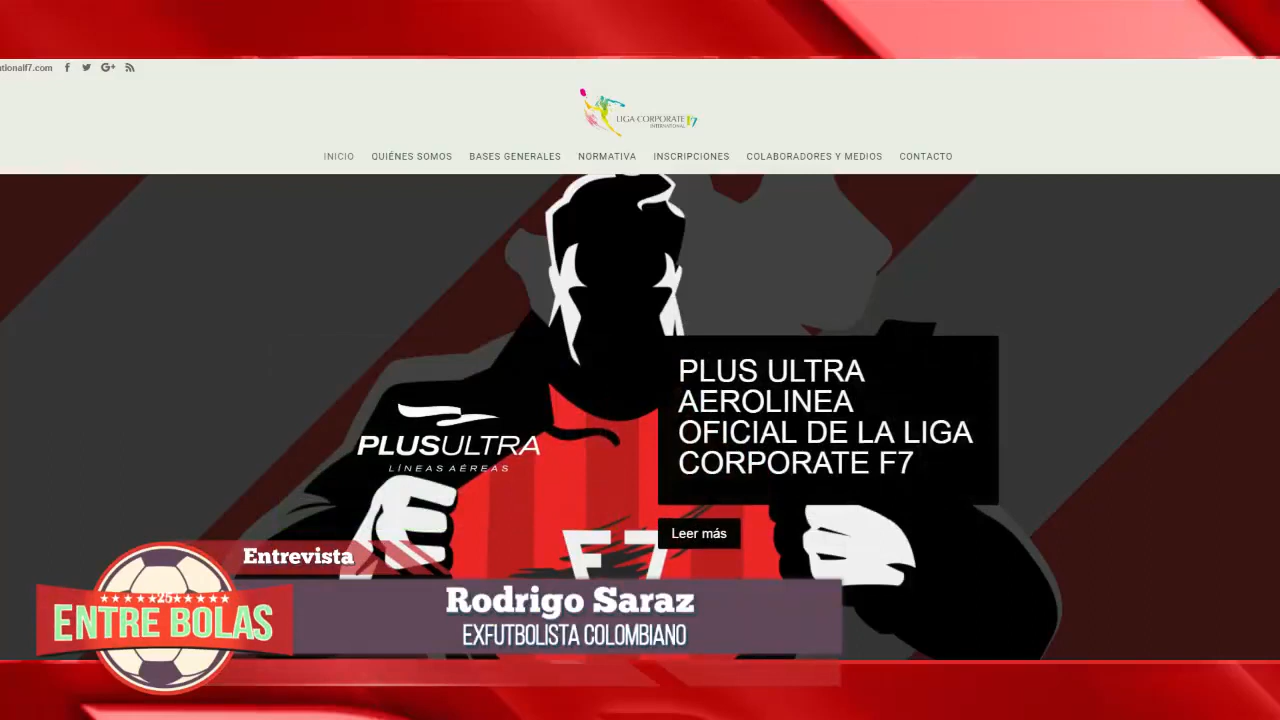 ationalf7.com
LIGA CORPORATE F7
INTERNATIONAL
INICIO QUIÉNES SOMOS BASES GENERALES NORMATIVA INSCRIPCIONES COLABORADORES Y MEDIOS CONTACTO
PLUS ULTRA
AEROLINEA
OFICIAL DE LA LIGA
CORPORATE F7
PLUSULTRA
LÍNEAS AÉREAS
Leer más
F7
Entrevista
25
ENTRE BOLAS
Rodrigo Saraz
EXFUTBOLISTA COLOMBIANO